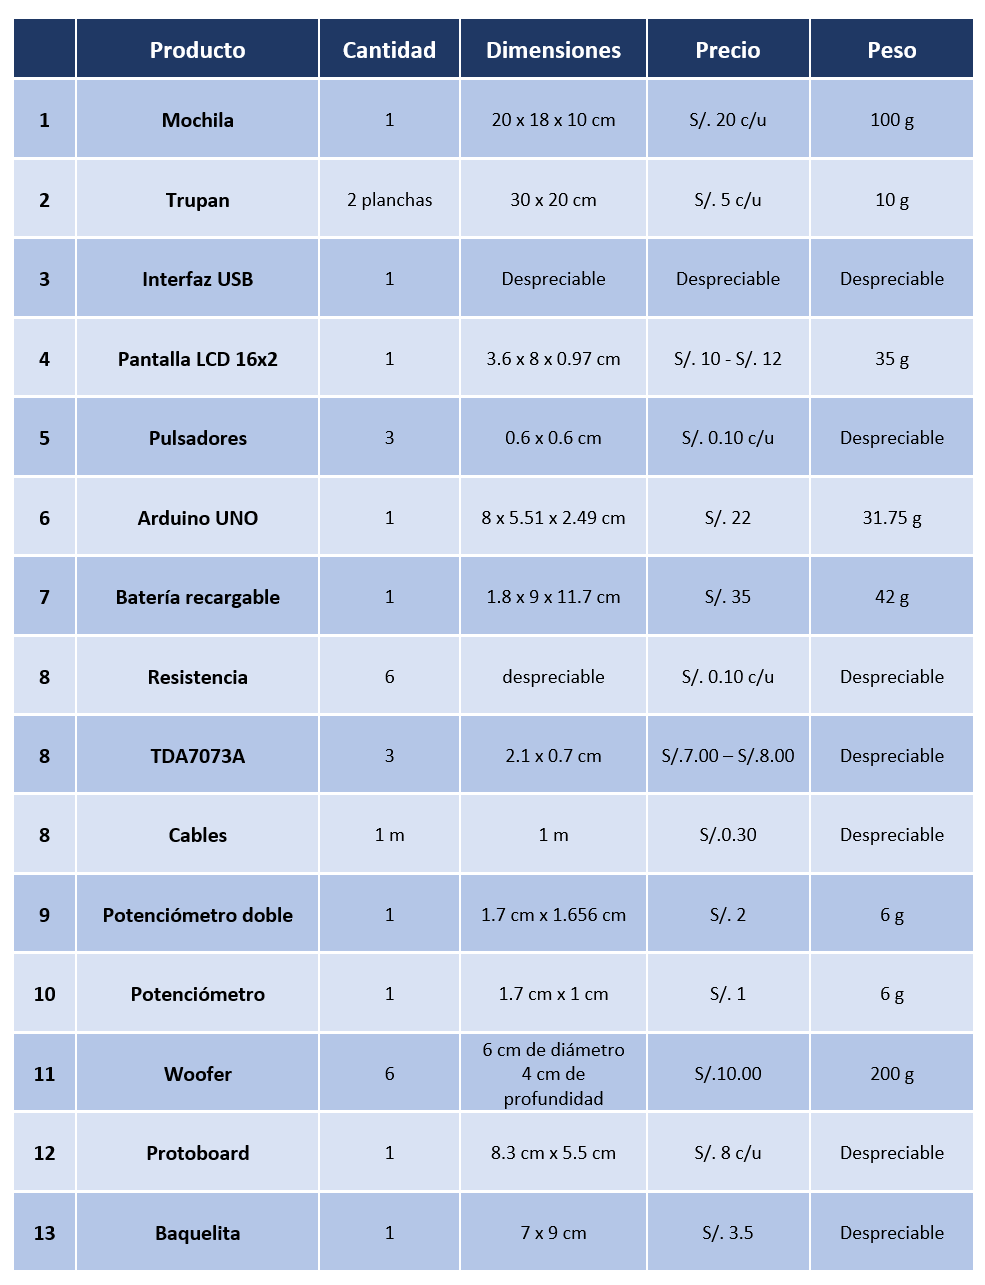 Producto Cantidad Dimensiones Precio Peso
1 Mochila 1 20 x 18 x 10 cm S/. 20 c/u 100 g
2 Trupan 2 planchas 30 x 20 cm S/. 5 c/u 10 g
3 Interfaz USB 1 Despreciable Despreciable Despreciable
4 Pantalla LCD 16x2 1 3.6 x 8 x 0.97 cm S/. 10 - S/. 12 35 g
5 Pulsadores 3 0.6 x 0.6 cm S/. 0.10 c/u Despreciable
6 Arduino UNO 1 8 x 5.51 x 2.49 cm S/. 22 31.75 g
7 Batería recargable 1 1.8 x 9 x 11.7 cm S/. 35 42 g
8 Resistencia 6 despreciable S/. 0.10 c/u Despreciable
8 TDA7073A 3 2.1 x 0.7 cm S/.7.00 – S/.8.00 Despreciable
8 Cables 1 m 1 m S/.0.30 Despreciable
9 Potenciómetro doble 1 1.7 cm x 1.656 cm S/. 2 6 g
10 Potenciómetro 1 1.7 cm x 1 cm S/. 1 6 g
11 Woofer 6 6 cm de diámetro
4 cm de
profundidad S/.10.00 200 g
12 Protoboard 1 8.3 cm x 5.5 cm S/. 8 c/u Despreciable
13 Baquelita 1 7 x 9 cm S/. 3.5 Despreciable